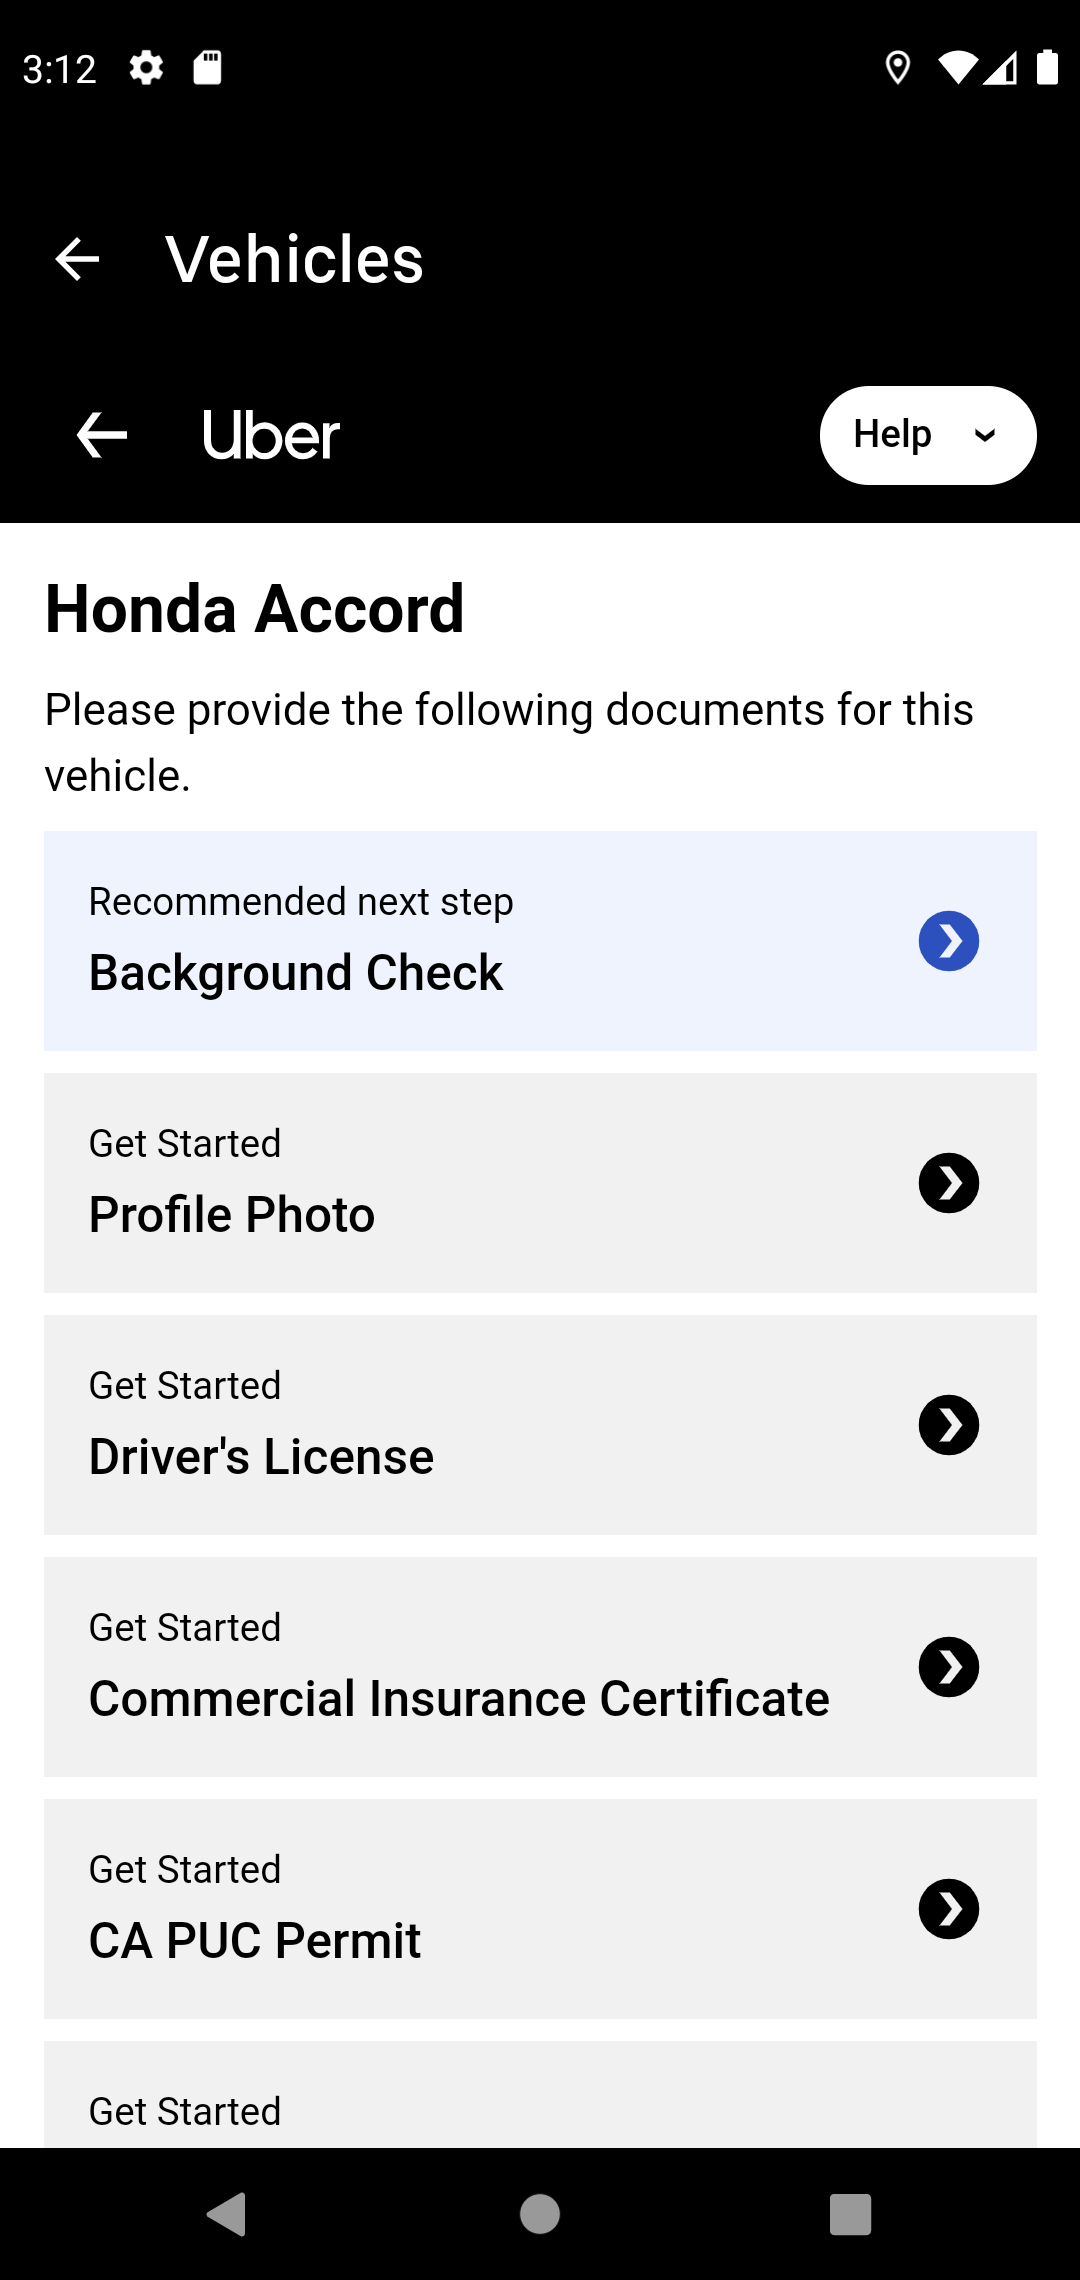 3:12
Vehicles
Uber
Help
Honda Accord
Please provide the following documents for this
vehicle.
Recommended next step
Background Check
Get Started
Profile Photo
Get Started
Driver's License
Get Started
Commercial Insurance Certificate
Get Started
CA PUC Permit
Get Started